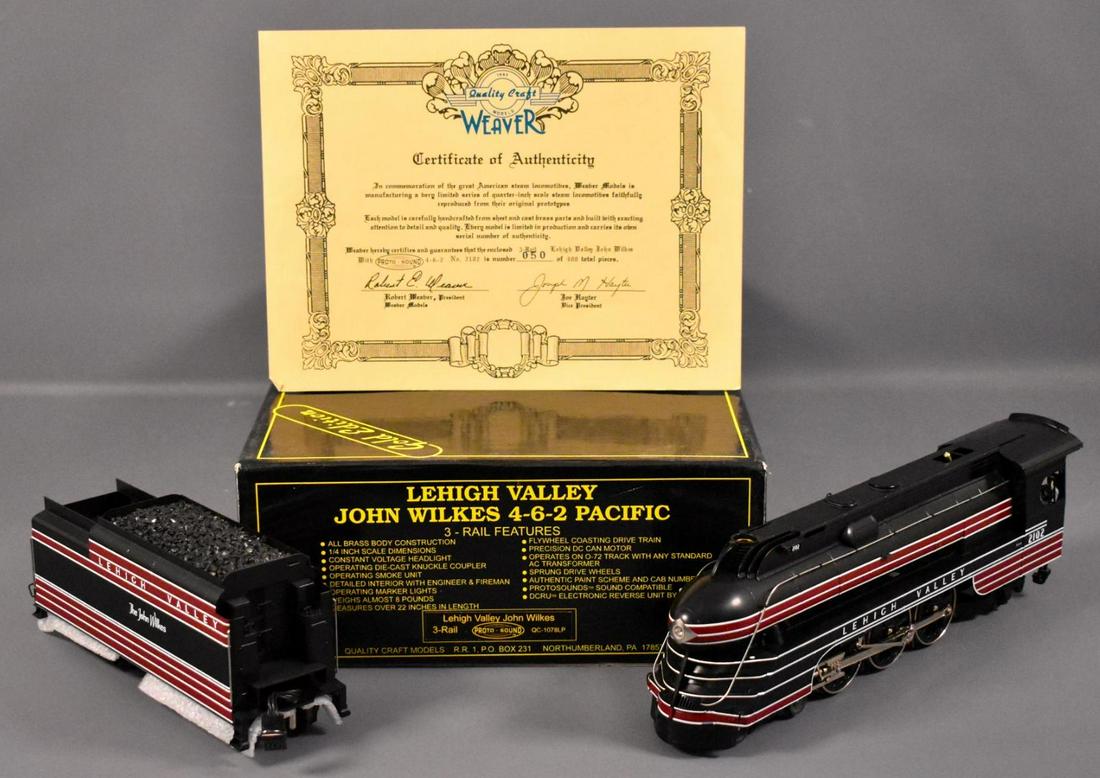 1965
Quality Craft
MODELS
WEAVER
Certificate of Authenticity
In commemoration of the great American steam locomotives, Weaver Models is
manufacturing a very limited series of quarter-inch scale steam locomotives faithfully
reproduced from their original prototypes
Each model is carefully handcrafted from sheet and cast brass parts and built with exacting
attention to detail and quality. Every model is limited in production and carries its own
serial number of authenticity.
Weaver hereby certifies and guarantees that the enclosed 3-Rail Lehigh Valley John Wilkes
With PROTO-SOUND 4-6-2 No. 2102 is number 050 of 400 total pieces.
Robert E. Weaver Joseph M Hayter
Robert Weaver, President Joe Hayter
Weaver Models Vice President
Gold Edition
LEHIGH VALLEY
JOHN WILKES 4-6-2 PACIFIC
3 - RAIL FEATURES
ALL BRASS BODY CONSTRUCTION
1/4 INCH SCALE DIMENSIONS
CONSTANT VOLTAGE HEADLIGHT
OPERATING DIE-CAST KNUCKLE COUPLER
OPERATING SMOKE UNIT
DETAILED INTERIOR WITH ENGINEER & FIREMAN
OPERATING MARKER LIGHTS
WEIGHS ALMOST 8 POUNDS
MEASURES OVER 22 INCHES IN LENGTH
FLYWHEEL COASTING DRIVE TRAIN
PRECISION DC CAN MOTOR
OPERATES ON O-72 TRACK WITH ANY STANDARD
AC TRANSFORMER
SPRUNG DRIVE WHEELS
AUTHENTIC PAINT SCHEME AND CAB NUMBE
PROTOSOUNDS™ SOUND COMPATIBLE
DCRU™ ELECTRONIC REVERSE UNIT BY
Lehigh Valley John Wilkes
3-Rail PROTO-SOUND QC-1078LP
QUALITY CRAFT MODELS R.R. 1, P.O. BOX 231 NORTHUMBERLAND, PA 1785
LEHIGH VALLEY
The John Wilkes
2102
LEHIGH VALLEY